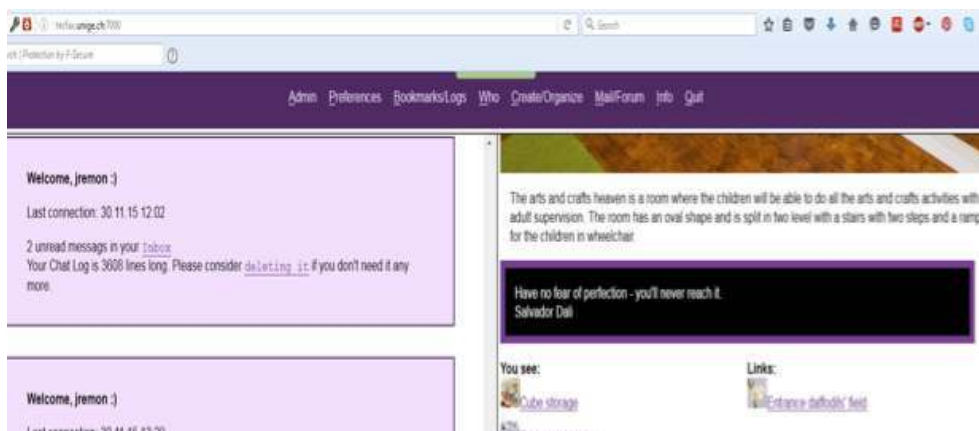 unige.ch:7000
Search
Protection by F-Secure
Admin Preferences Bookmarks/Logs Who Create/Organize Mail/Forum Info Quit
Welcome, jremon :)
Last connection: 30.11.15 12.02
2 unread messags in your Inbox
Your Chat Log is 3608 lines long. Please consider deleting it if you don't need it any
more.
Welcome, jremon :)
The arts and crafts heaven is a room where the children will be able to do all the arts and crafts activities with
adult supervision. The room has an oval shape and is split in two level with a stairs with two steps and a ramp
for the children in wheelchair
Have no fear of perfection - you'll never reach it.
Salvador Dali
You see:
Cube storage
Links:
Entrance daffodils' field